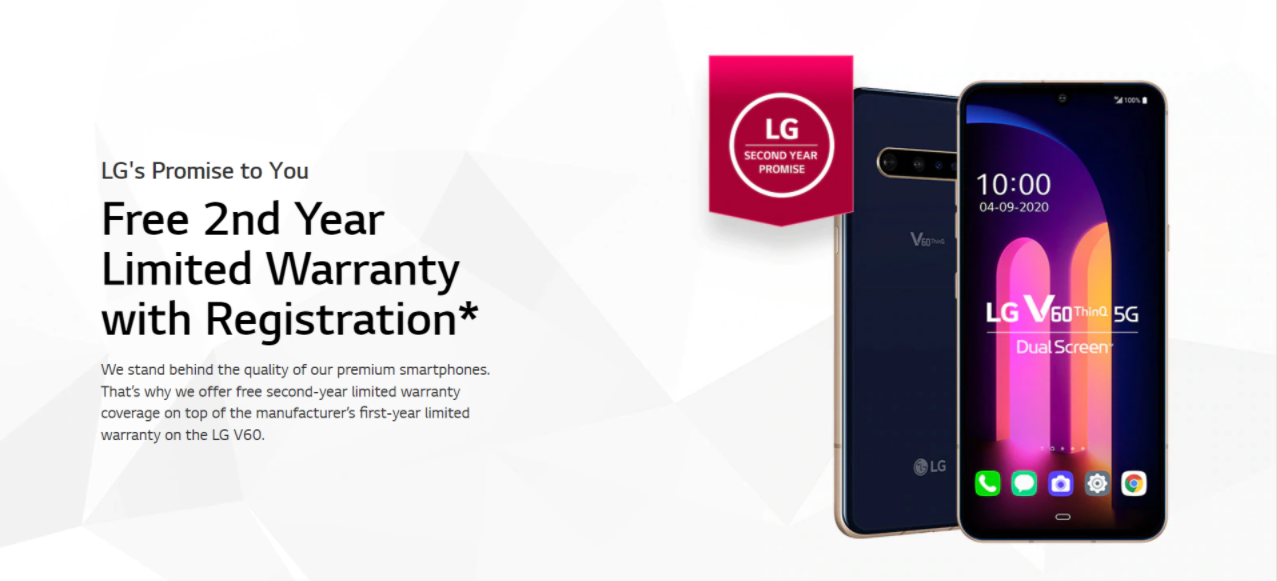 LG's Promise to You
Free 2nd Year
Limited Warranty
with Registration*
We stand behind the quality of our premium smartphones.
That's why we offer free second-year limited warranty
coverage on top of the manufacturer's first-year limited
warranty on the LG V60.
LG
SECOND YEAR
PROMISE
V60 ThinQ
LG
100%
10:00
04-09-2020
LG V60 ThinQ 5G
Dual Screen